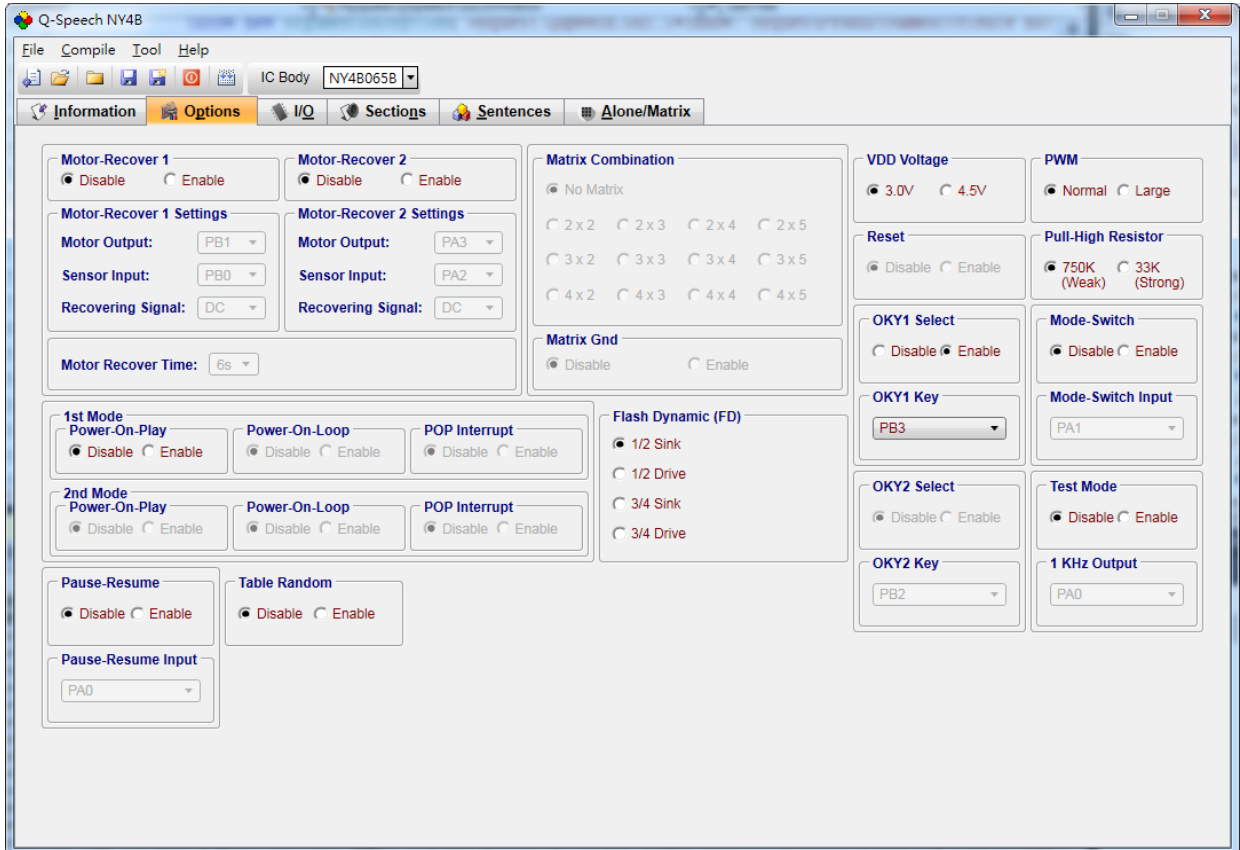 Q-Speech NY4B
File Compile Tool Help
IC Body NY4B065B
Information Options I/O Sections Sentences Alone/Matrix
Motor-Recover 1
Disable Enable
Motor-Recover 1 Settings
Motor Output: PB1
Sensor Input: PB0
Recovering Signal: DC
Motor-Recover 2
Disable Enable
Motor-Recover 2 Settings
Motor Output: PA3
Sensor Input: PA2
Recovering Signal: DC
Motor Recover Time: 6s
Matrix Combination
No Matrix
2 x 2 2 x 3 2 x 4 2 x 5
3 x 2 3 x 3 3 x 4 3 x 5
4 x 2 4 x 3 4 x 4 4 x 5
Matrix Gnd
Disable Enable
VDD Voltage
3.0V 4.5V
PWM
Normal Large
Reset
Disable Enable
Pull-High Resistor
750K 33K
(Weak) (Strong)
OKY1 Select
Disable Enable
OKY1 Key
PB3
Mode-Switch
Disable Enable
Mode-Switch Input
PA1
1st Mode
Power-On-Play
Disable Enable
Power-On-Loop
Disable Enable
POP Interrupt
Disable Enable
2nd Mode
Power-On-Play
Disable Enable
Power-On-Loop
Disable Enable
POP Interrupt
Disable Enable
Flash Dynamic (FD)
1/2 Sink
1/2 Drive
3/4 Sink
3/4 Drive
OKY2 Select
Disable Enable
OKY2 Key
PB2
Test Mode
Disable Enable
1 KHz Output
PA0
Pause-Resume
Disable Enable
Pause-Resume Input
PA0
Table Random
Disable Enable